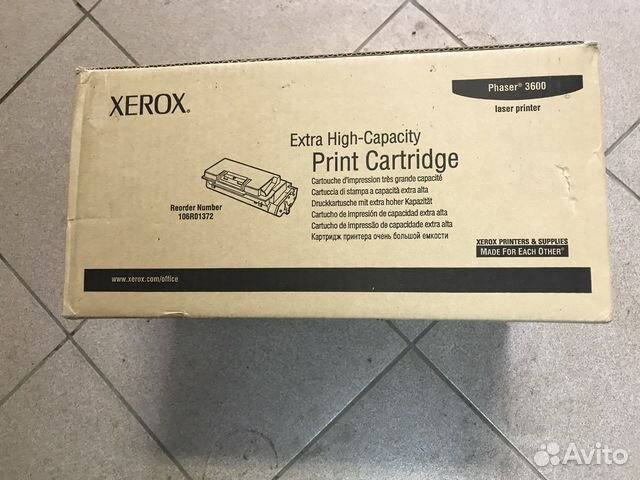 XEROX®
Phaser® 3600
laser printer
Extra High-Capacity
Print Cartridge
Cartouche d'impression très grande capacité
Cartuccia di stampa a capacità extra alta
Druckkartusche mit extra hoher Kapazität
Cartucho de impresión de capacidad extra alta
Cartucho de impressão de capacidade extra alta
Картридж принтера очень большой емкости
Reorder Number
106R01372
XEROX PRINTERS & SUPPLIES
MADE FOR EACH OTHER®
www.xerox.com/office
Avito